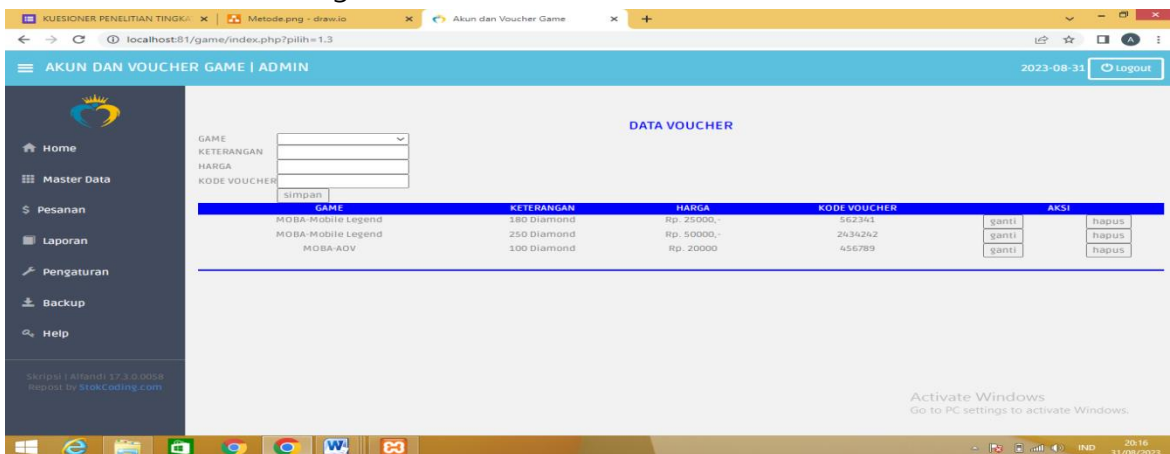 KUESIONER PENELITIAN TINGKA
Metode.png - draw.io
Akun dan Voucher Game
localhost:81/game/index.php?pilih=1.3
AKUN DAN VOUCHER GAME | ADMIN
2023-08-31
Logout
DATA VOUCHER
Home
Master Data
Pesanan
Laporan
Pengaturan
Backup
Help
Skripsi | Alfandi 17.3.0.0058
Repost by StokCoding.com
GAME
KETERANGAN
HARGA
KODE VOUCHER
simpan
GAME KETERANGAN HARGA KODE VOUCHER AKSI
MOBA-Mobile Legend 180 Diamond Rp. 25000,- 562341 ganti hapus
MOBA-Mobile Legend 250 Diamond Rp. 50000,- 2434242 ganti hapus
MOBA-AOV 100 Diamond Rp. 20000 456789 ganti hapus
Activate Windows
Go to PC settings to activate Windows.
IND
20:16
31/08/2023